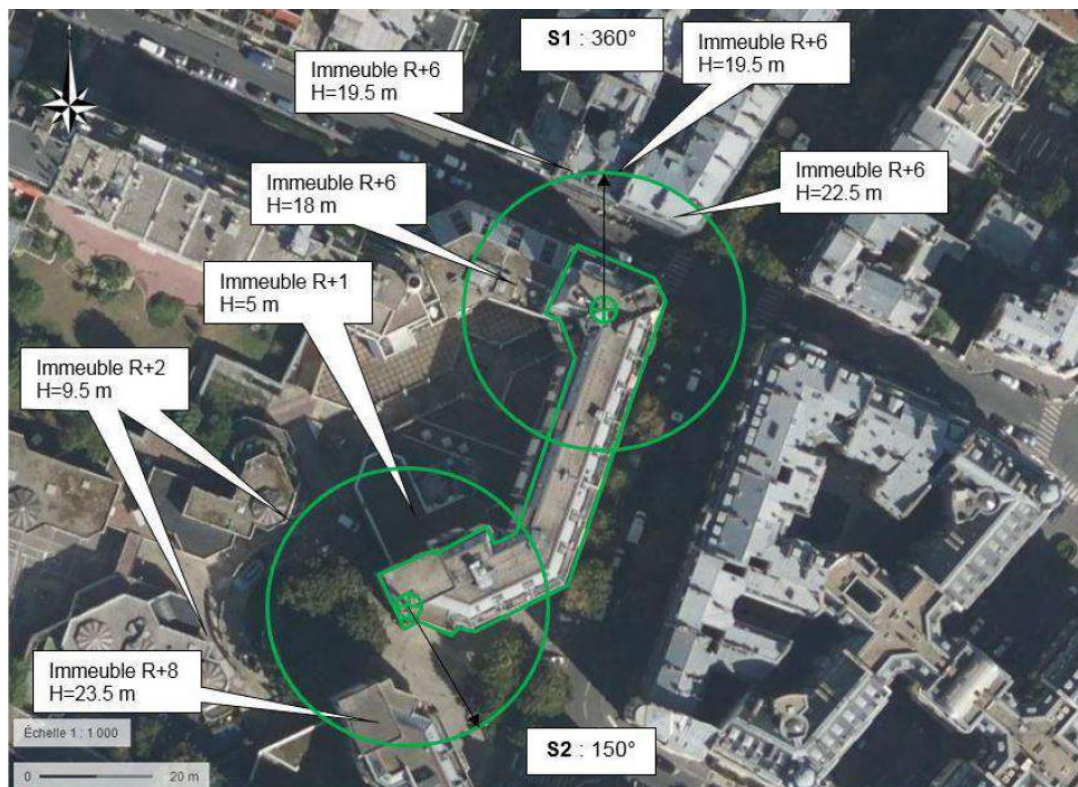 S1 : 360°
Immeuble R+6
H=19.5 m
Immeuble R+6
H=19.5 m
Immeuble R+6
H=18 m
Immeuble R+6
H=22.5 m
Immeuble R+1
H=5 m
Immeuble R+2
H=9.5 m
Immeuble R+8
H=23.5 m
S2 : 150°
Échelle 1 : 1 000
0 20 m